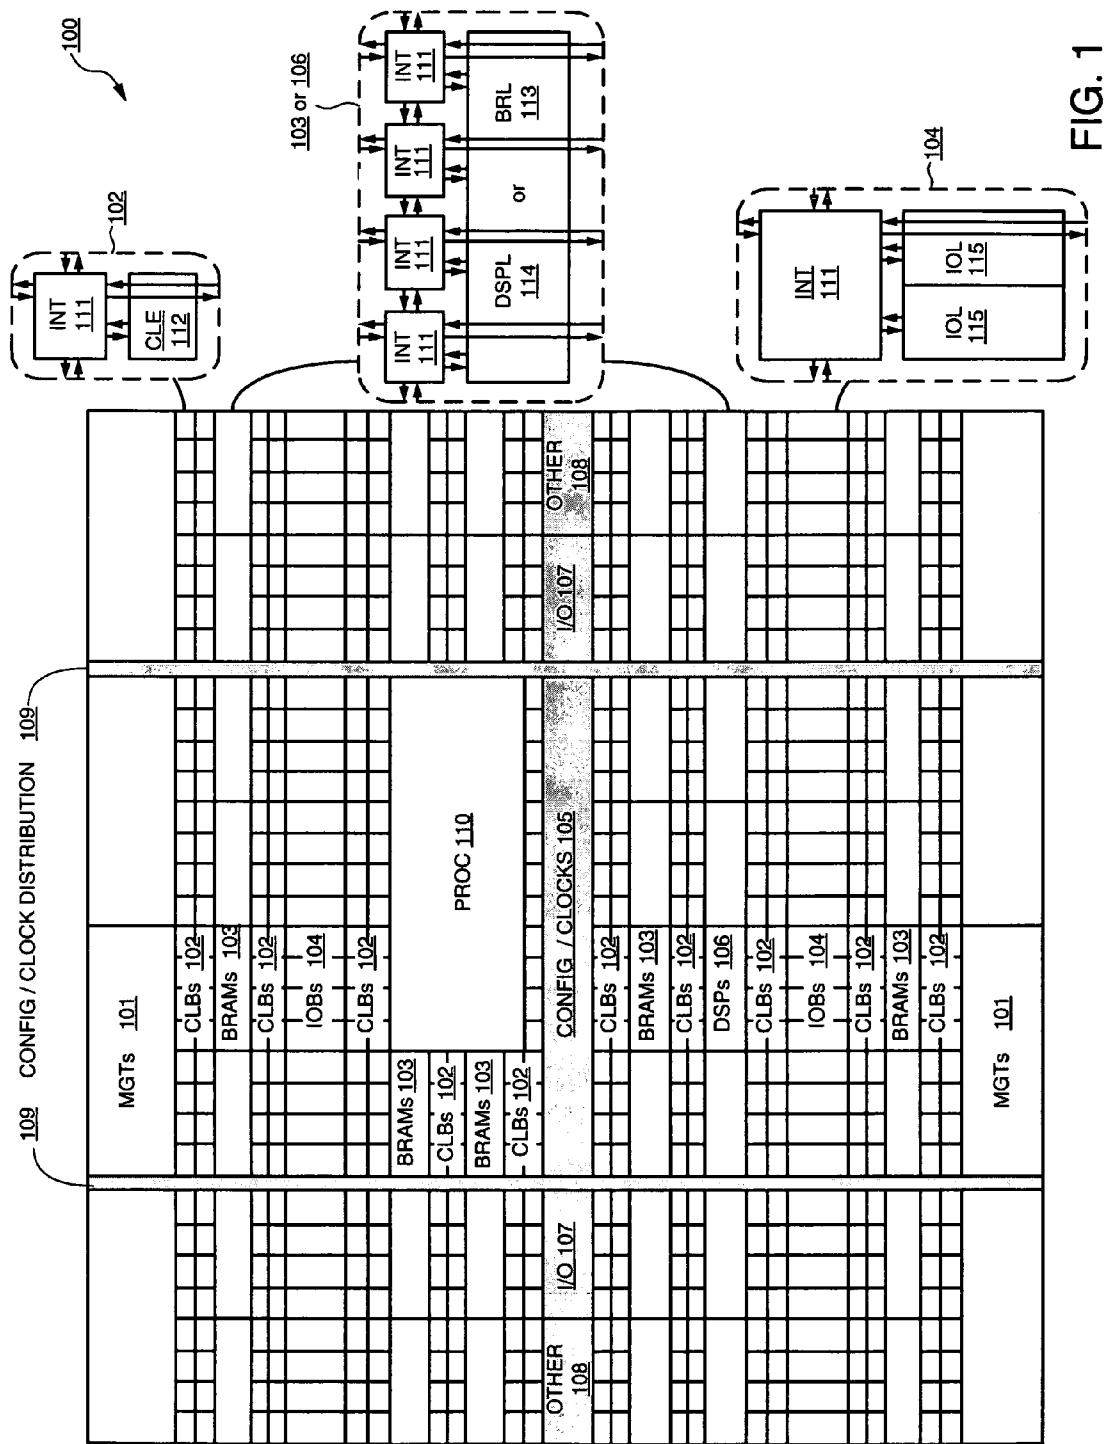 100
109 CONFIG / CLOCK DISTRIBUTION 109
102
INT
111
CLE
112
103 or 106
INT
111
INT
111
INT
111
INT
111
DSPL
114
or
BRL
113
104
INT
111
IOL
115
IOL
115
MGTs 101
CLBs 102
BRAMs 103
CLBs 102
IOBs 104
CLBs 102
BRAMs 103
CLBs 102
BRAMs 103
CLBs 102
PROC 110
OTHER
108
I/O 107
CONFIG / CLOCKS 105
I/O 107
OTHER
108
CLBs 102
BRAMs 103
CLBs 102
DSPs 106
CLBs 102
IOBs 104
CLBs 102
BRAMs 103
CLBs 102
MGTs 101
FIG. 1